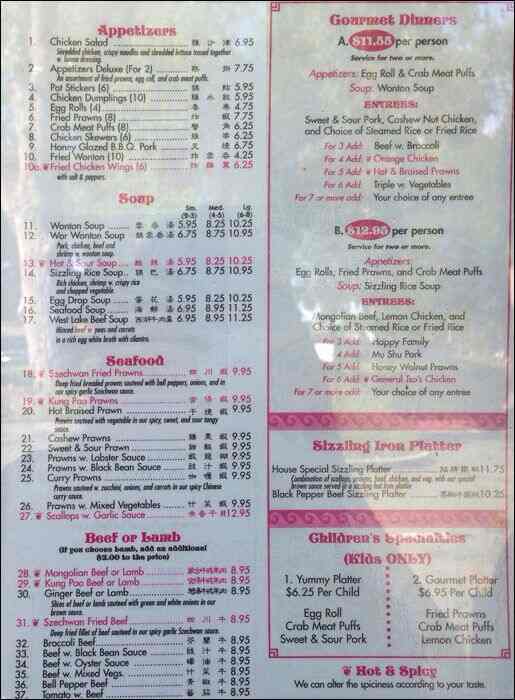 Appetizers
1. Chicken Salad 6.95
Shredded chicken, crispy noodles and shredded lettuce tossed together
w. lemon dressing.
2. Appetizers Deluxe (For 2) 7.75
An assortment of fried prawns, egg roll, and crab meat puffs.
3. Pot Stickers (6) 5.95
4. Chicken Dumplings (10) 5.95
5. Egg Rolls (4) 4.75
6. Fried Prawns (8) 7.75
7. Crab Meat Puffs (8) 6.25
8. Chicken Skewers (6) 6.25
9. Honny Glazed B.B.Q. Pork 6.75
10. Fried Wonton (10) 4.25
10a. Fried Chicken Wings (6) 6.25
with salt & peppers.
Soup
Sm. (2-3) Med. (4-5) Lg. (6-8)
11. Wonton Soup 5.95 8.25 10.25
12. War Wonton Soup 6.75 8.75 10.95
Pork, chicken, beef and
shrimp w. wonton soup.
13. Hot & Sour Soup 5.95 8.25 10.25
14. Sizzling Rice Soup 6.75 8.75 10.95
Rich chicken, shrimp w. crispy rice
and chopped vegetable.
15. Egg Drop Soup 5.95 8.25 10.25
16. Seafood Soup 6.95 8.95 11.25
17. West Lake Beef Soup 6.95 8.95 11.25
Minced beef w. peas and carrots
in a rich egg white broth with cilantro.
Seafood
18. Szechwan Fried Prawns 9.95
Deep fried breaded prawns sauteed with bell peppers, onions, and in
our spicy garlic Szechwan sauce.
19. Kung Pao Prawns 9.95
20. Hot Braised Prawn 9.95
Prawns sauteed with vegetable in our spicy, sweet, and sour tangy
sauce.
21. Cashew Prawns 9.95
22. Sweet & Sour Prawn 9.95
23. Prawns w. Lobster Sauce 9.95
24. Prawns w. Black Bean Sauce 9.95
25. Curry Prawns 9.95
Prawns sauteed w. zucchini, onions, and carrots in our spicy Chinese
curry sauce.
26. Prawns w. Mixed Vegetables 9.95
27. Scallops w. Garlic Sauce 12.95
Beef or Lamb
(If you choose lamb, add an additional
$2.00 to the price)
28. Mongolian Beef or Lamb 8.95
29. Kung Pao Beef or Lamb 8.95
30. Ginger Beef or Lamb 8.95
Slices of beef or lamb sauteed with green and white onions in our
brown sauce.
31. Szechwan Fried Beef 8.95
Deep fried fillet of beef sauteed in our spicy garlic Szechwan sauce.
32. Broccoli Beef 8.95
33. Beef w. Black Bean Sauce 8.95
34. Beef w. Oyster Sauce 8.95
35. Beef w. Mixed Vegs. 8.95
36. Bell Pepper Beef 8.95
37. Tomato w. Beef 8.95
Gourmet Dinners
A. $11.55 per person
Service for two or more.
Appetizers: Egg Roll & Crab Meat Puffs
Soup: Wonton Soup
ENTREES:
Sweet & Sour Pork, Cashew Nut Chicken,
and Choice of Steamed Rice or Fried Rice
For 3 Add: Beef w. Broccoli
For 4 Add: Orange Chicken
For 5 Add: Hot & Braised Prawns
For 6 Add: Triple w. Vegetables
For 7 or more add: Your choice of any entree
B. $12.95 per person
Service for two or more.
Appetizers:
Egg Rolls, Fried Prawns, and Crab Meat Puffs
Soup: Sizzling Rice Soup
ENTREES:
Mongolian Beef, Lemon Chicken, and
Choice of Steamed Rice or Fried Rice
For 3 Add: Happy Family
For 4 Add: Mu Shu Pork
For 5 Add: Honey Walnut Prawns
For 6 Add: General Tso's Chicken
For 7 or more add: Your choice of any entree
Sizzling Iron Platter
House Special Sizzling Platter 11.75
Combination of scallops, prawns, beef, chicken, and veg. with our special
brown sauce served in a sizzling hot iron platter
Black Pepper Beef Sizzling Platter 10.25
Children's Specialties
(Kids ONLY)
1. Yummy Platter
$6.25 Per Child
Egg Roll
Crab Meat Puffs
Sweet & Sour Pork
2. Gourmet Platter
$6.95 Per Child
Fried Prawns
Crab Meat Puffs
Lemon Chicken
Hot & Spicy
We can alter the spiciness according to your taste.